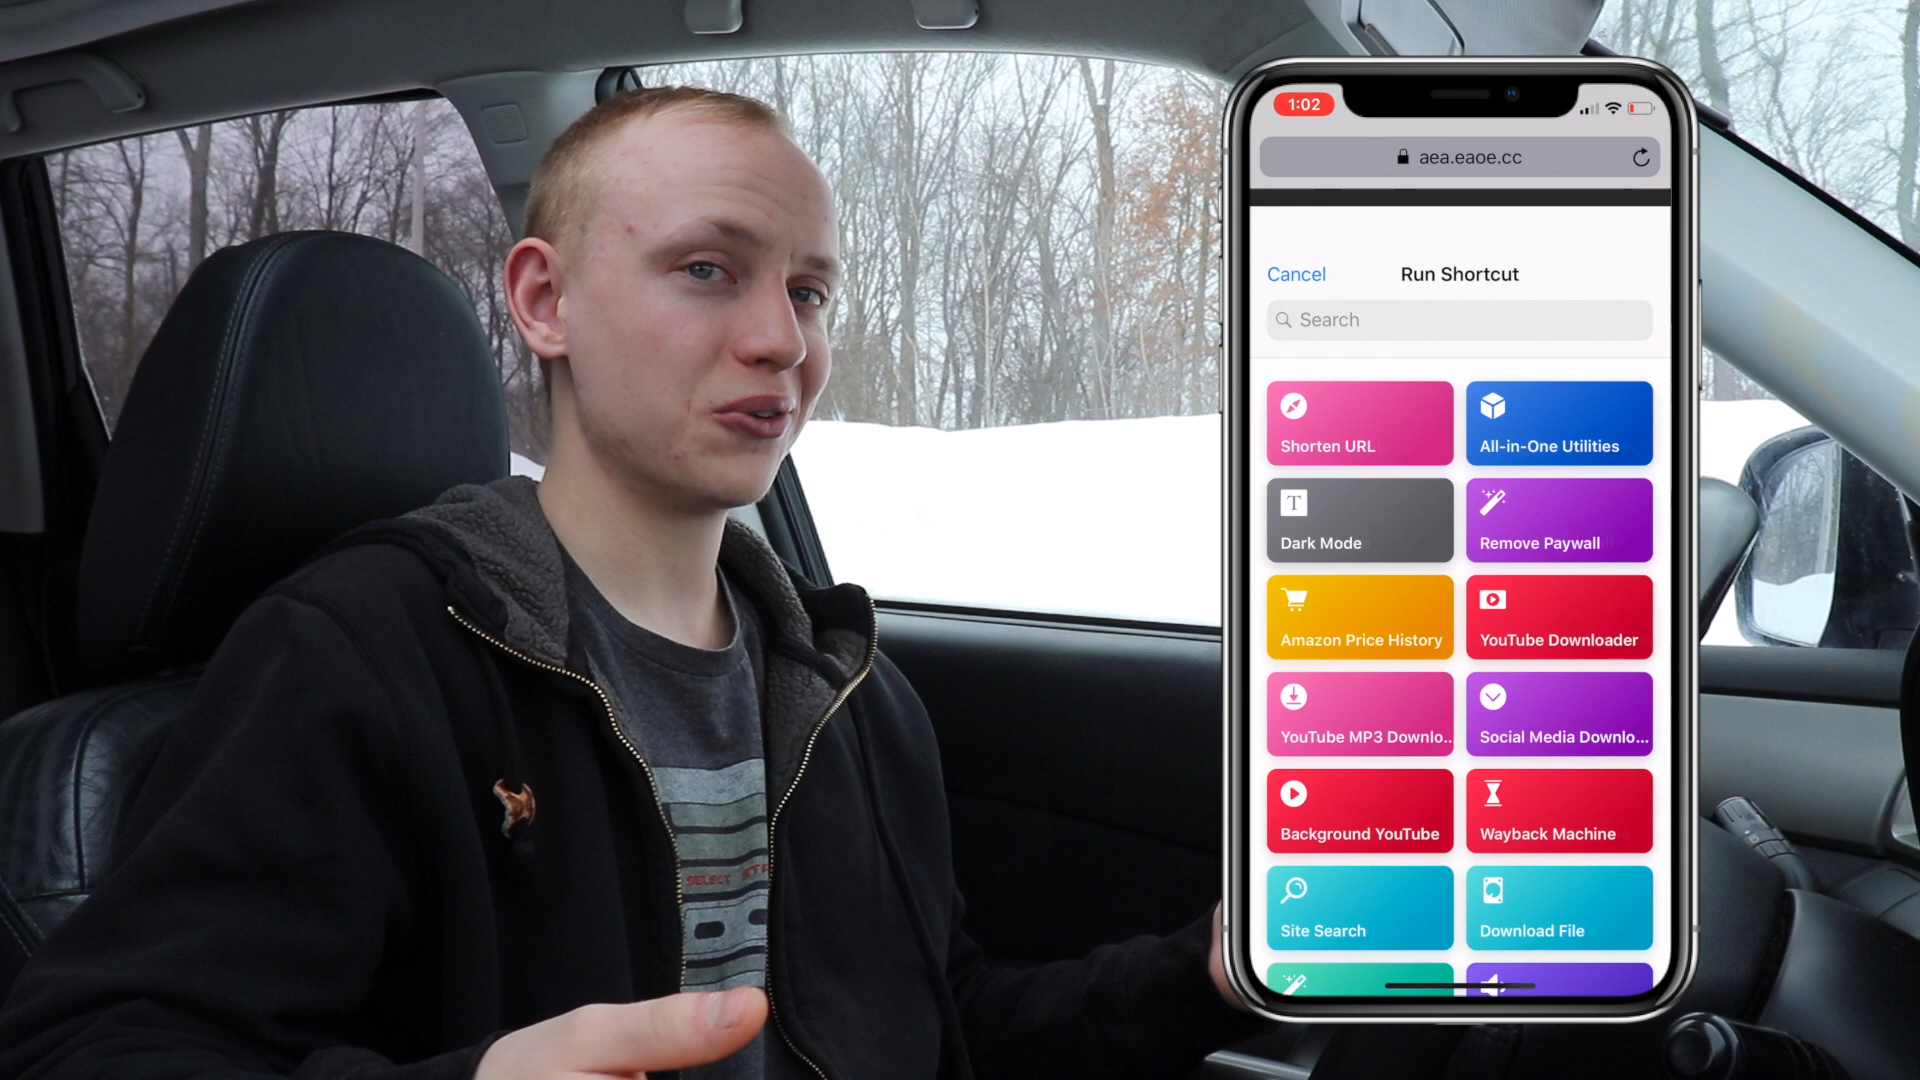 1:02
aea.eaoe.cc
Cancel
Run Shortcut
Search
Shorten URL
All-in-One Utilities
T
Dark Mode
Remove Paywall
Amazon Price History
YouTube Downloader
YouTube MP3 Downlo...
Social Media Downlo...
Background YouTube
Wayback Machine
Site Search
Download File
SELECT